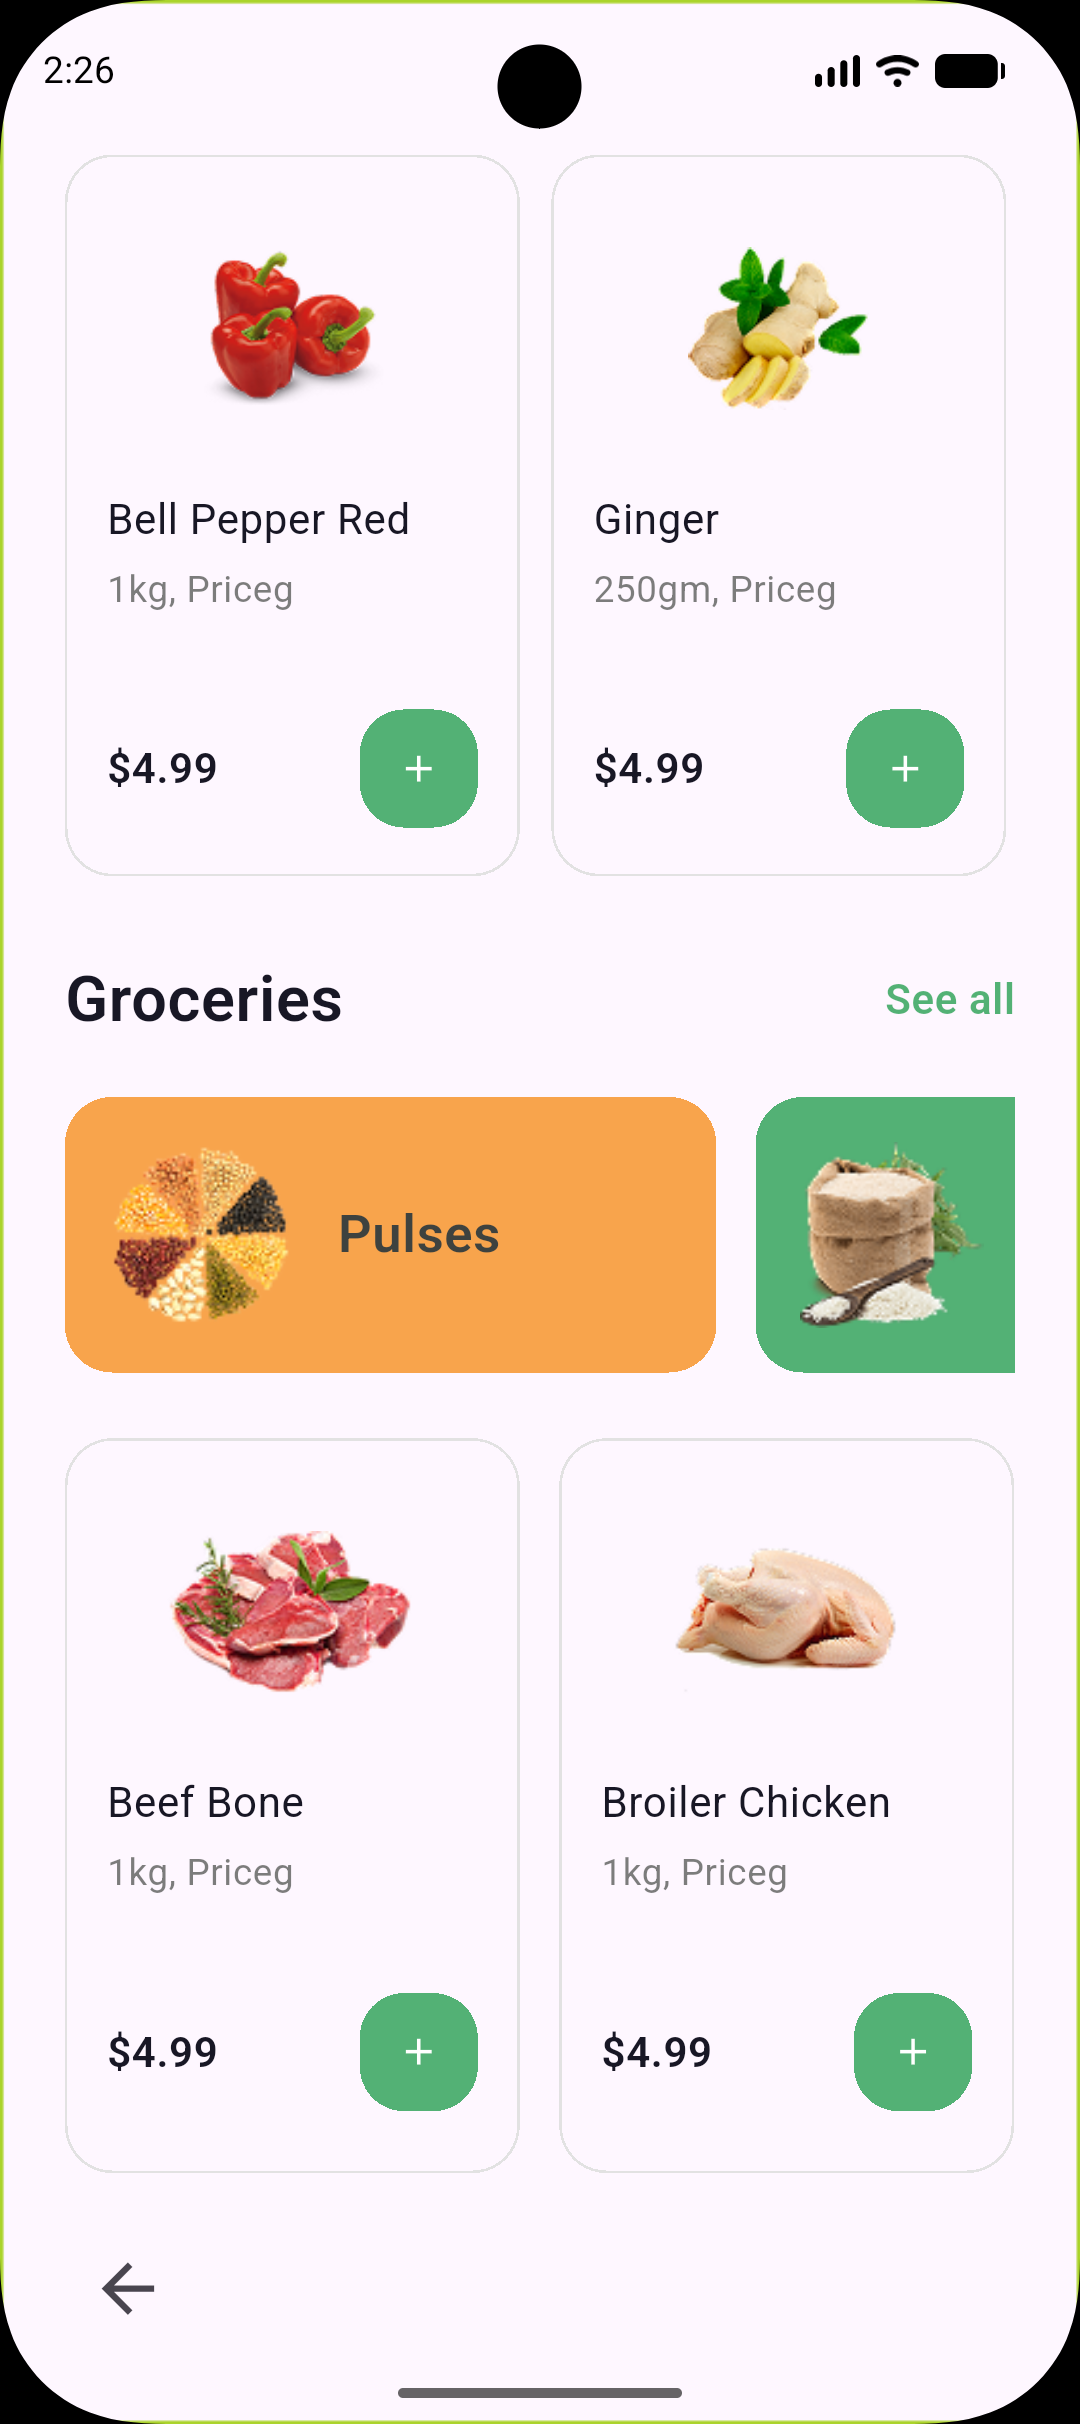 2:26
Bell Pepper Red
1kg, Priceg
$4.99
Ginger
250gm, Priceg
$4.99
Groceries
See all
Pulses
Beef Bone
1kg, Priceg
$4.99
Broiler Chicken
1kg, Priceg
$4.99